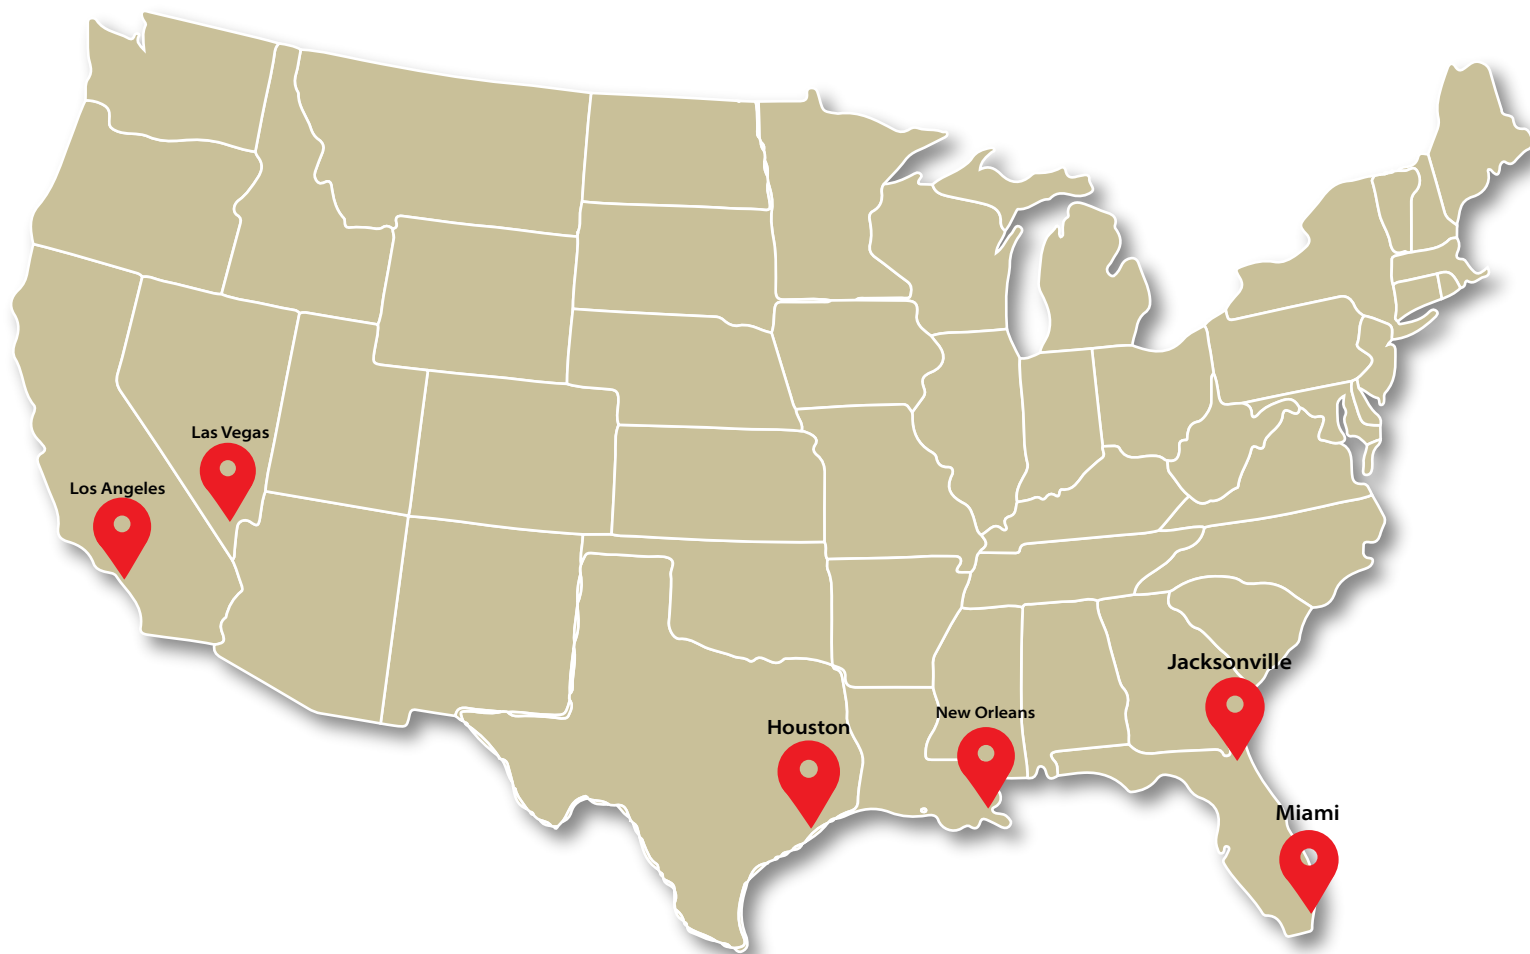 Las Vegas
Los Angeles
Jacksonville
New Orleans
Houston
Miami